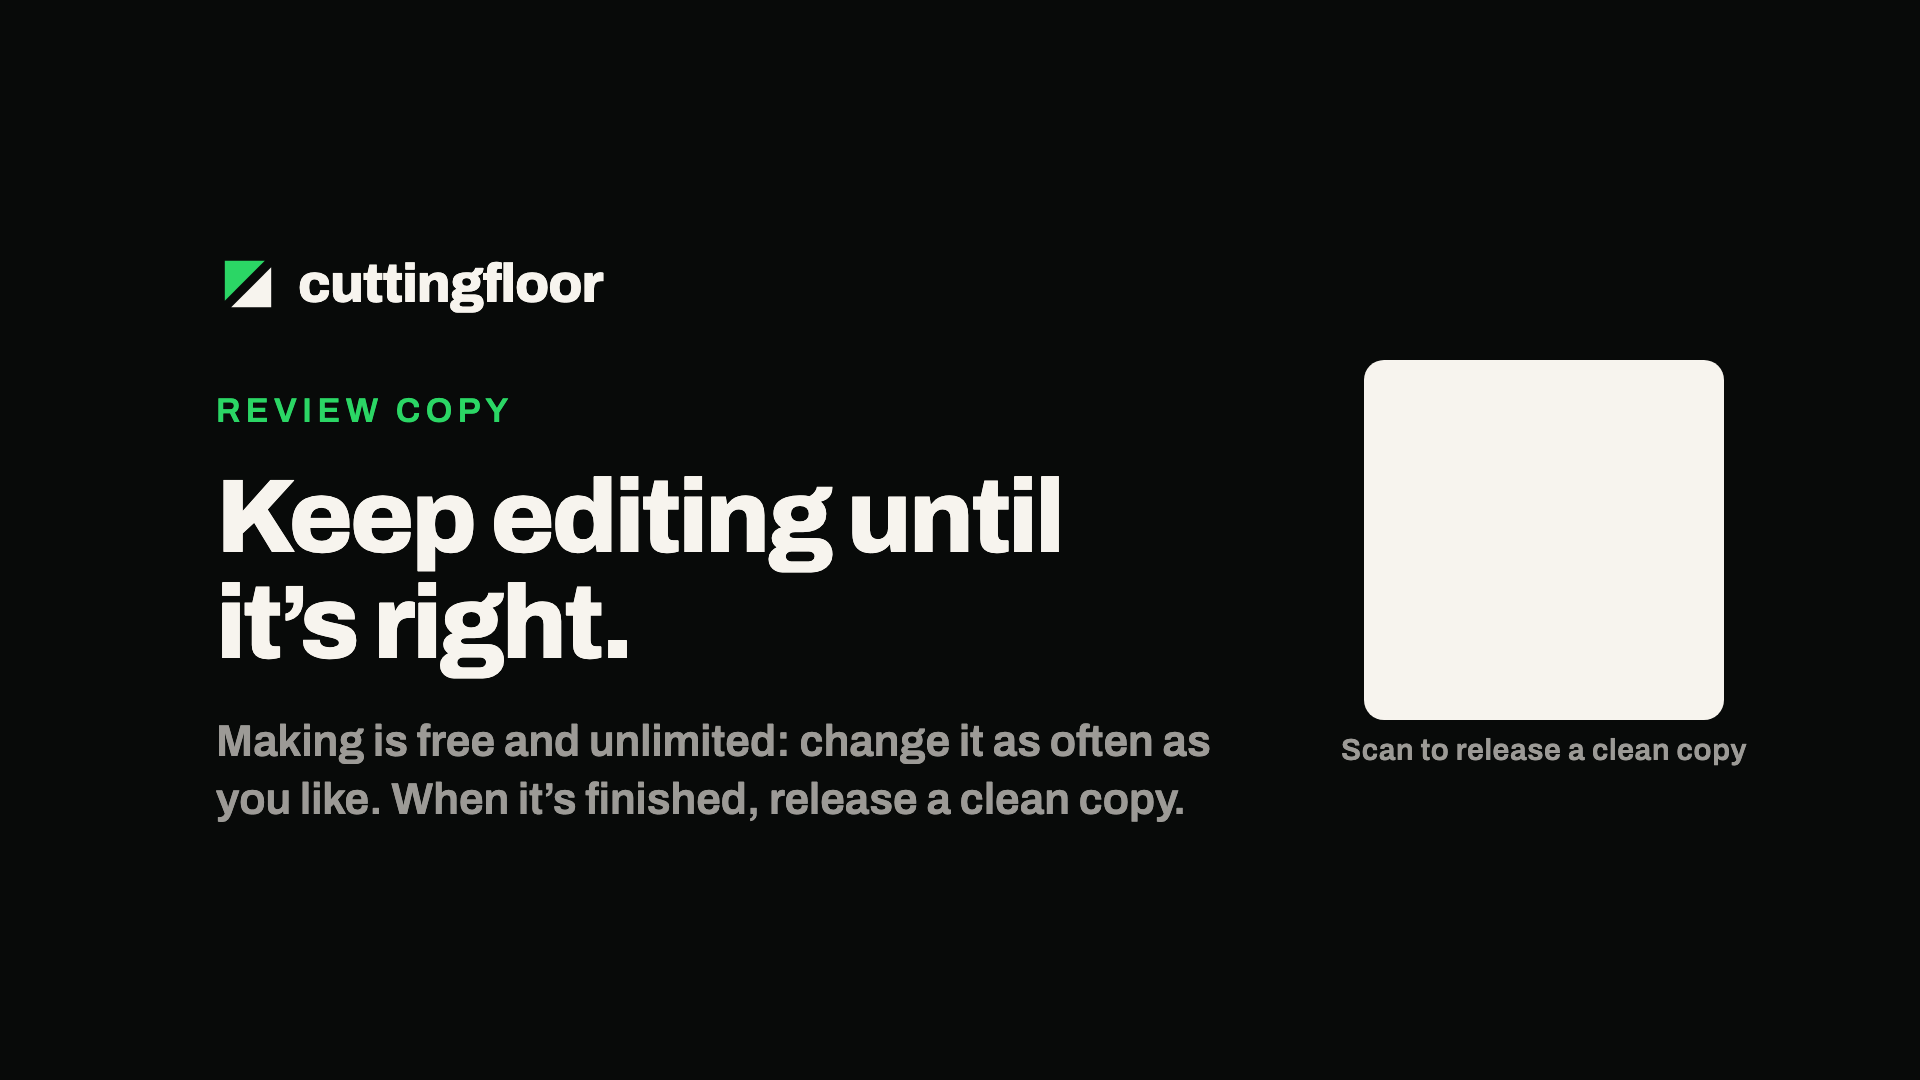 cuttingfloor
REVIEW COPY
Keep editing until
it’s right.
Making is free and unlimited: change it as often as
you like. When it’s finished, release a clean copy.
Scan to release a clean copy